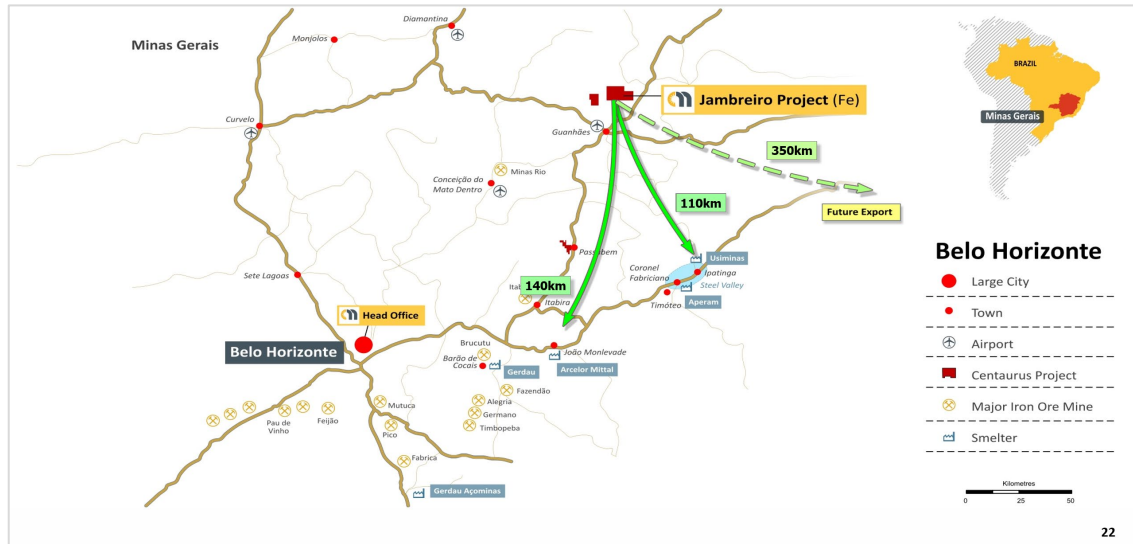 Minas Gerais
Diamantina
Monjolos
Curvelo
Jambreiro Project (Fe)
Guanhães
Minas Rio
Conceição do
Mato Dentro
350km
110km
Future Export
Passabem
Usiminas
Coronel
Fabriciano
Ipatinga
Steel Valley
Aperam
Timóteo
Sete Lagoas
140km
Itabira
Head Office
Belo Horizonte
Brucutu
Barão de
Cocais
Gerdau
João Monlevade
Arcelor Mittal
Fazendão
Alegria
Germano
Timbopeba
Mutuca
Pico
Pau de
Vinho
Feijão
Fabrica
Gerdau Açominas
BRAZIL
Minas Gerais
Belo Horizonte
Large City
Town
Airport
Centaurus Project
Major Iron Ore Mine
Smelter
Kilometres
0 25 50
22